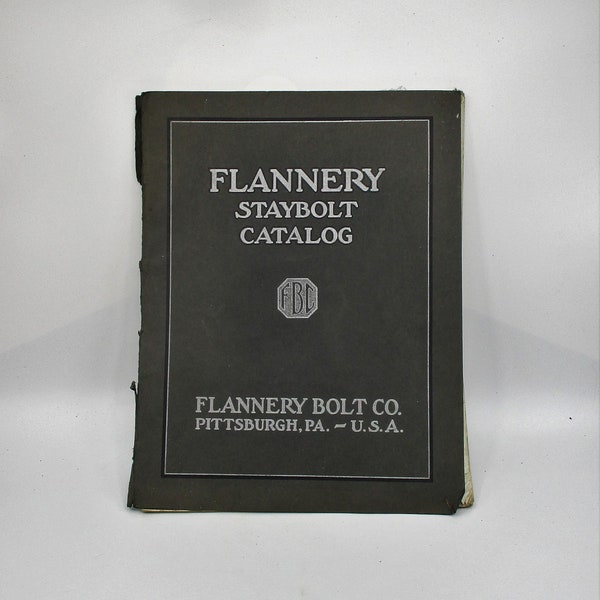 FLANNERY
STAYBOLT
CATALOG
FBC
FLANNERY BOLT CO.
PITTSBURGH, PA. – U.S.A.